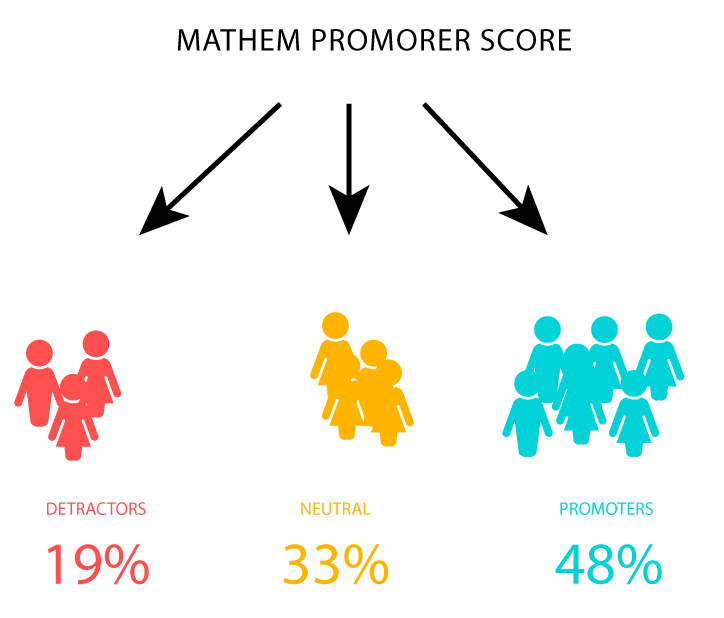 MATHEM PROMORER SCORE
DETRACTORS
NEUTRAL
PROMOTERS
19%
33%
48%